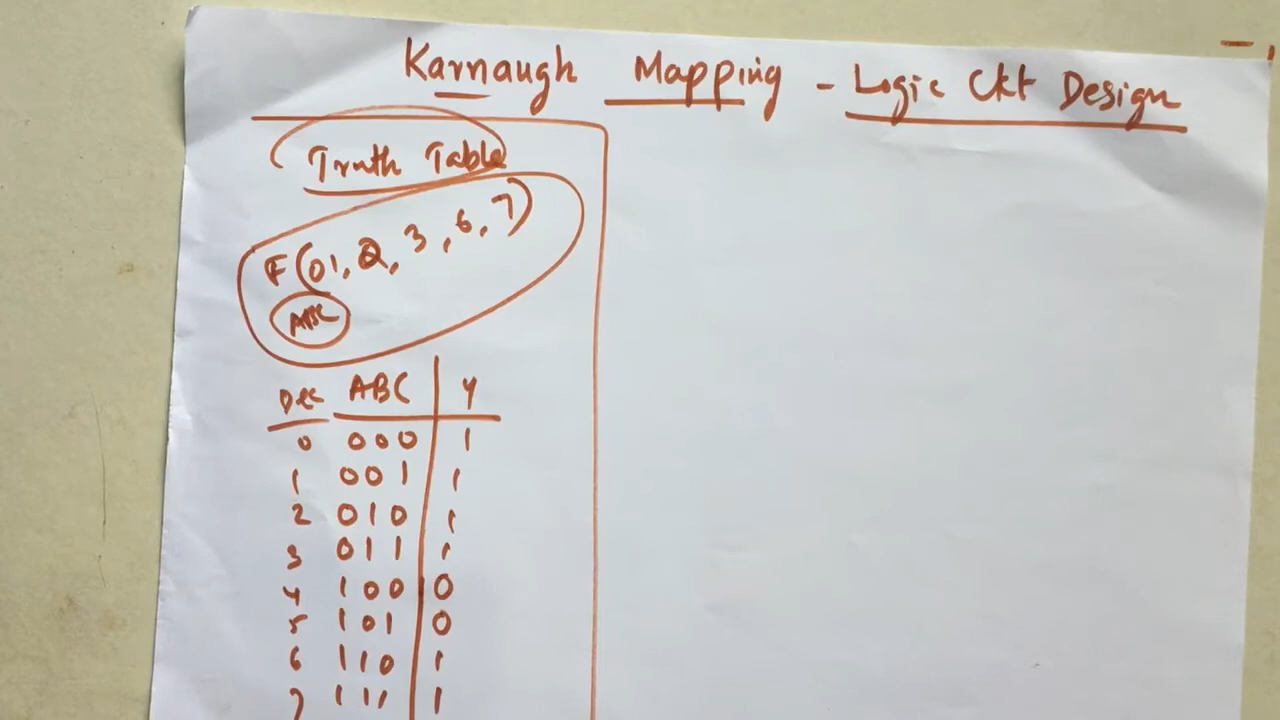 Karnaugh Mapping - Logic Ckt Design
Truth Table
F(01, 2, 3, 6, 7)
ABC
Dec ABC Y
0 000 1
1 001 1
2 010 1
3 011 1
4 100 0
5 101 0
6 110 1
7 111 1